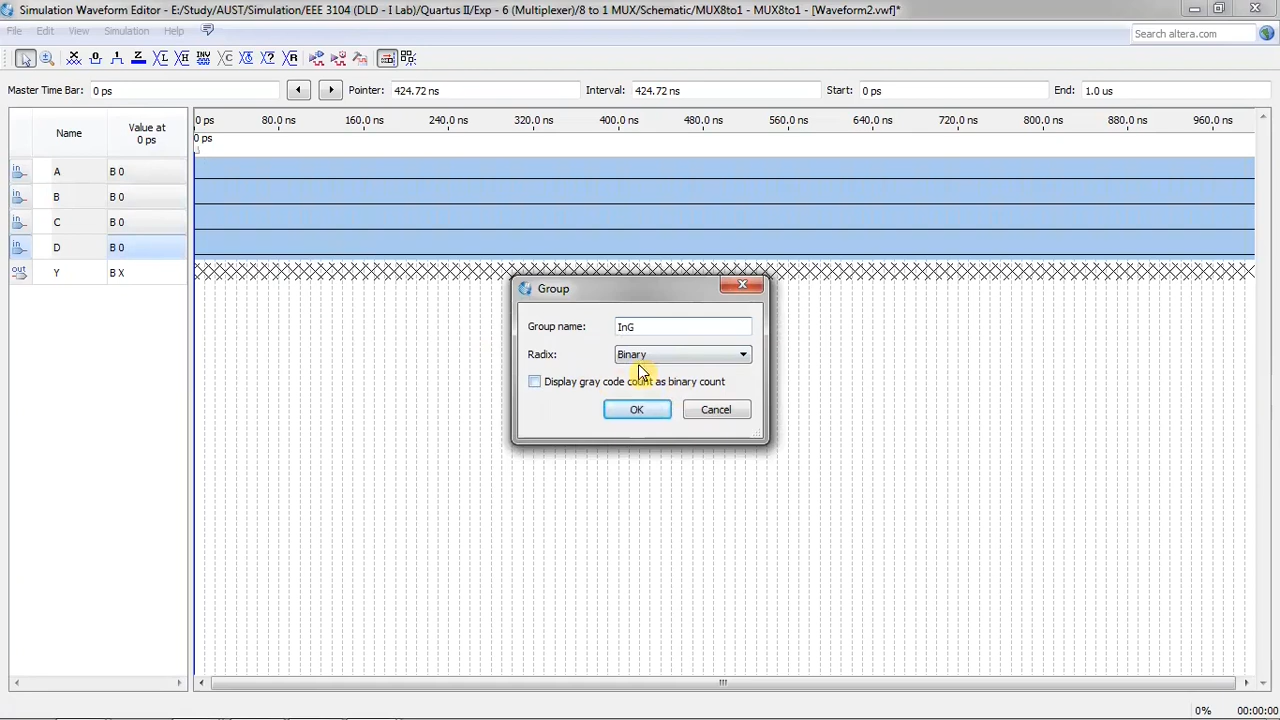 Simulation Waveform Editor - E:/Study/AUST/Simulation/EEE 3104 (DLD - I Lab)/Quetus II/Exp - 6 (Multiplexer)/8 to 1 MUX/Schematic/MUX8to1 - MUX8to1 - [Waveform2.vwf]*
File Edit View Simulation Help Search altera.com
Master Time Bar: 0 ps Pointer: 424.72 ns Interval: 424.72 ns Start: 0 ps End: 1.0 us
Name Value at 0 ps 80.0 ns 160.0 ns 240.0 ns 320.0 ns 400.0 ns 480.0 ns 560.0 ns 640.0 ns 720.0 ns 800.0 ns 880.0 ns 960.0 ns
0 ps 0 ps
A B 0
B B 0
C B 0
D B 0
Y B X
Group
Group name: InG
Radix: Binary
Display gray code count as binary count
OK Cancel
0% 00:00:00